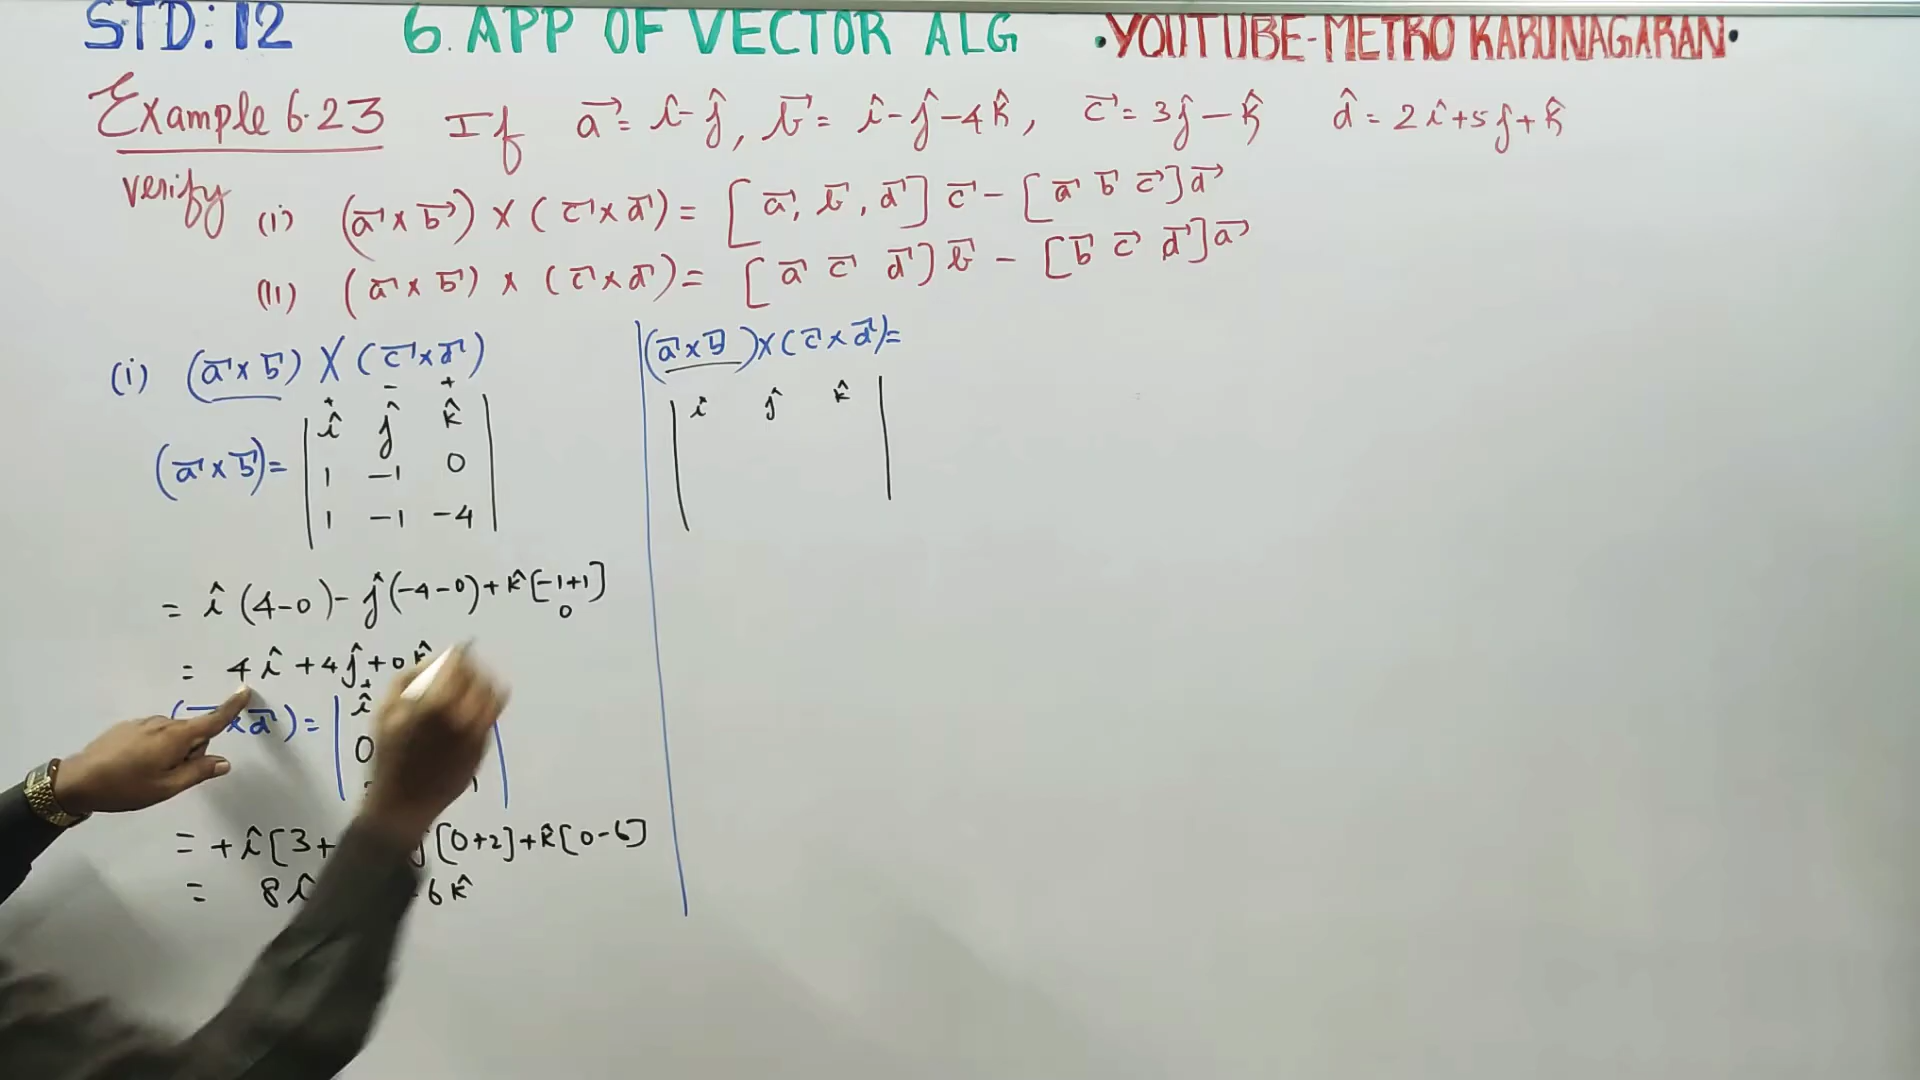 STD: 12 6. APP OF VECTOR ALG •YOUTUBE-METRO KARUNAGARAN•
Example 6.23 If a⃗ = î - ĵ, b⃗ = î - ĵ - 4k̂, c⃗ = 3ĵ - k̂ d̂ = 2î + 5ĵ + k̂
verify (i) (a⃗ × b⃗) × (c⃗ × d⃗) = [a⃗, b⃗, d⃗] c⃗ - [a⃗ b⃗ c⃗] d⃗
(ii) (a⃗ × b⃗) × (c⃗ × d⃗) = [a⃗ c⃗ d⃗] b⃗ - [b⃗ c⃗ d⃗] a⃗
(i) (a⃗ × b⃗) × (c⃗ × d⃗)
+ - +
(a⃗ × b⃗) = | î ĵ k̂ |
1 -1 0
1 -1 -4
= î (4-0) - ĵ (-4-0) + k̂ [-1+1]
0
= 4î + 4ĵ + 0k̂
× d⃗) = | î
+
0
= +î [3+ ĵ [0+2] + k̂ [0-6]
= 8î 6k̂
(a⃗ × b⃗) × (c⃗ × d⃗) =
| î ĵ k̂ |